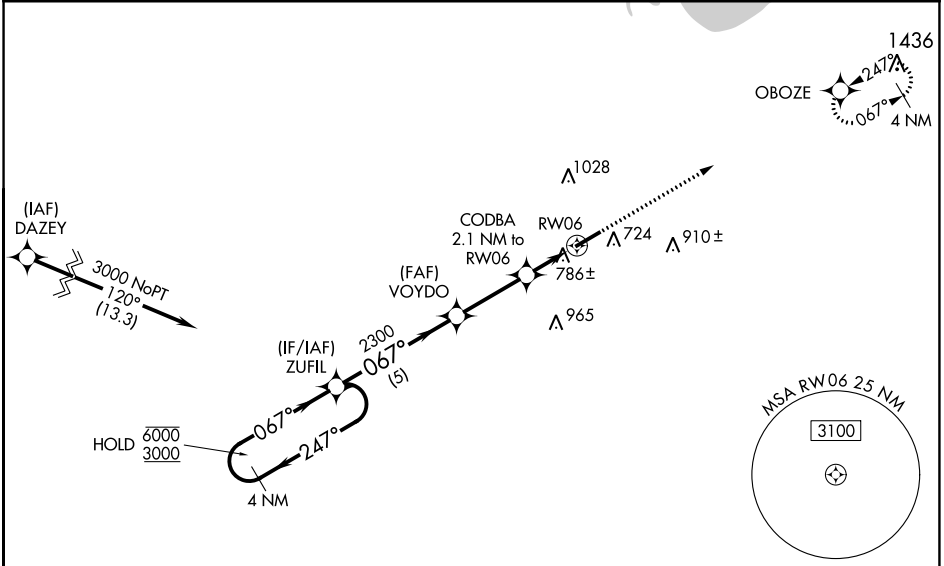 1436
247°
OBOZE
067°
4 NM
1028
(IAF)
DAZEY
CODBA
2.1 NM to
RW06
RW06
724
910±
786±
3000 NoPT
120°
(13.3)
(FAF)
VOYDO
965
(IF/IAF)
ZUFIL
2300
067°
(5)
067°
247°
HOLD
6000
3000
4 NM
MSA RW06 25 NM
3100